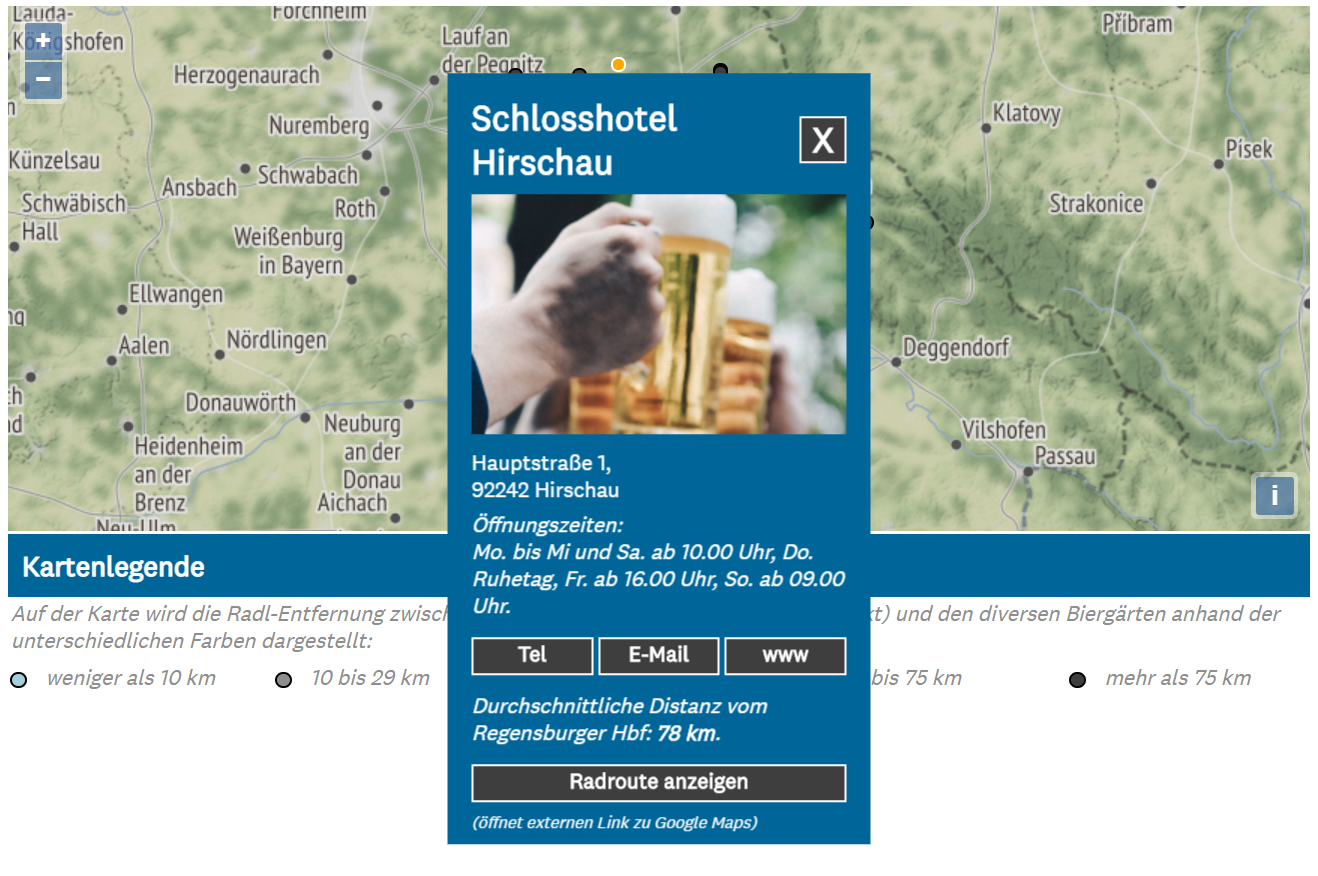 Lauda-
Königshofen
Forchheim
Lauf an
der Pegnitz
Příbram
+
−
Herzogenaurach
Nuremberg
Klatovy
Písek
Künzelsau
Ansbach
Schwabach
Schwäbisch
Hall
Roth
Strakonice
Weißenburg
in Bayern
Ellwangen
Aalen
Nördlingen
Deggendorf
Donauwörth
Neuburg
an der
Donau
Heidenheim
an der
Brenz
Aichach
Vilshofen
Passau
Neu-Ulm
i
Schlosshotel
Hirschau
X
Hauptstraße 1,
92242 Hirschau
Öffnungszeiten:
Mo. bis Mi und Sa. ab 10.00 Uhr, Do.
Ruhetag, Fr. ab 16.00 Uhr, So. ab 09.00
Uhr.
Tel E-Mail www
Durchschnittliche Distanz vom
Regensburger Hbf: 78 km.
Radroute anzeigen
(öffnet externen Link zu Google Maps)
Kartenlegende
Auf der Karte wird die Radl-Entfernung und den diversen Biergärten anhand der
unterschiedlichen Farben dargestellt:
weniger als 10 km 10 bis 29 km bis 75 km mehr als 75 km